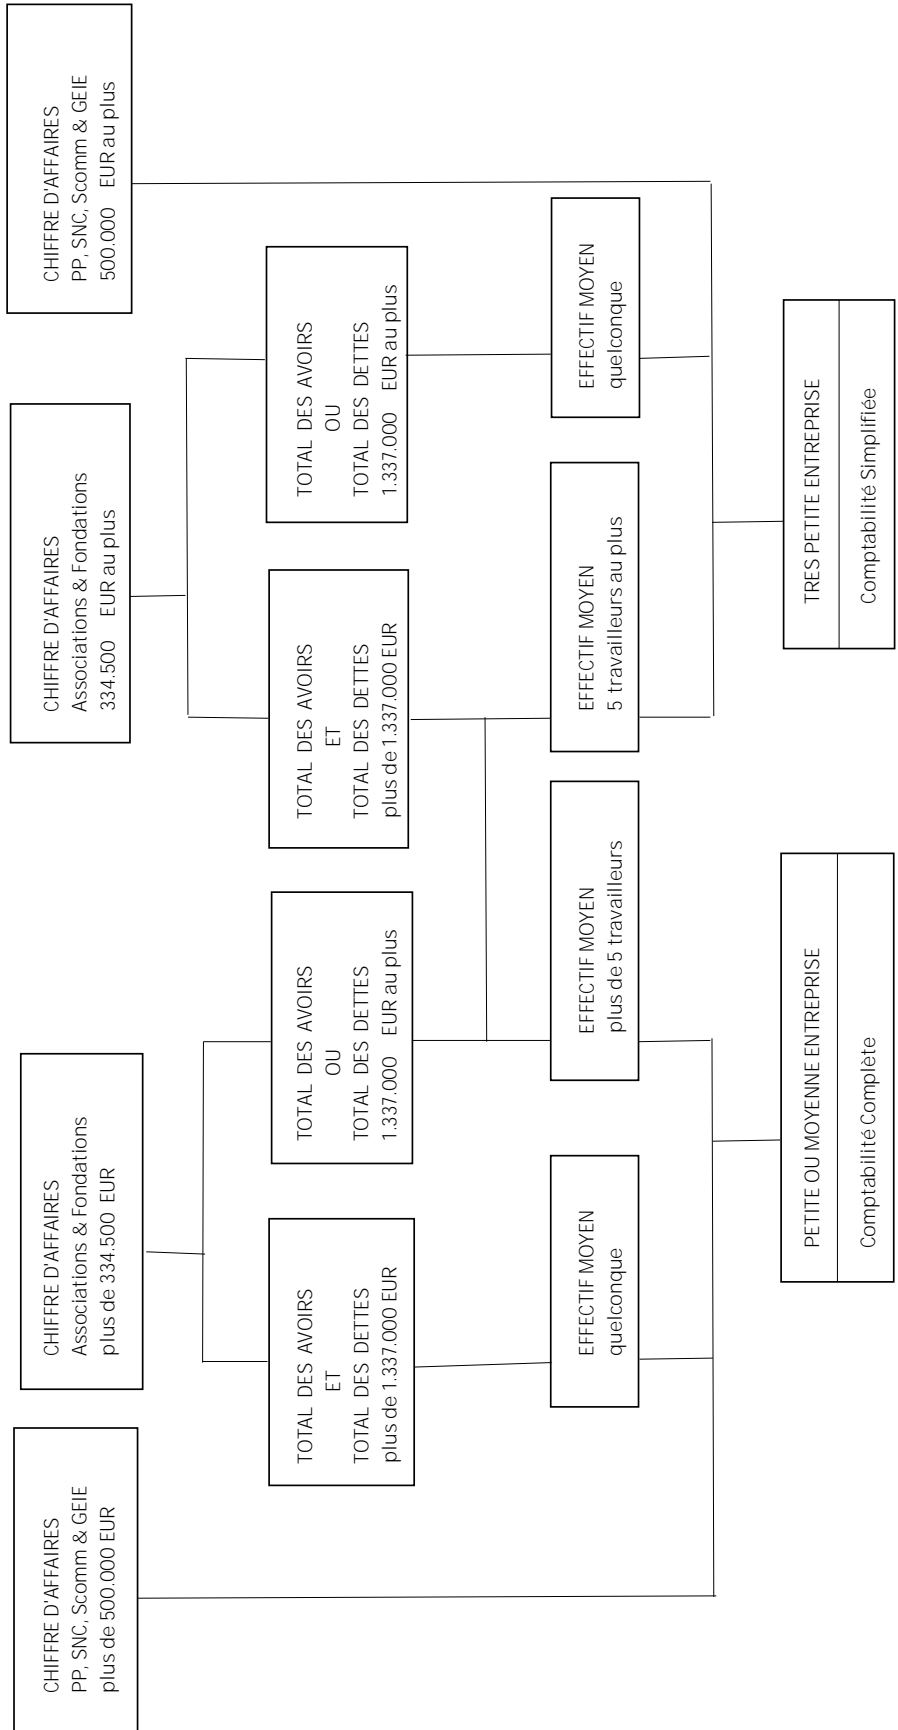 CHIFFRE D'AFFAIRES
PP, SNC, Scomm & GEIE
plus de 500.000 EUR
CHIFFRE D'AFFAIRES
Associations & Fondations
plus de 334.500 EUR
CHIFFRE D'AFFAIRES
Associations & Fondations
334.500 EUR au plus
CHIFFRE D'AFFAIRES
PP, SNC, Scomm & GEIE
500.000 EUR au plus
TOTAL DES AVOIRS
ET
TOTAL DES DETTES
plus de 1.337.000 EUR
TOTAL DES AVOIRS
OU
TOTAL DES DETTES
1.337.000 EUR au plus
TOTAL DES AVOIRS
ET
TOTAL DES DETTES
plus de 1.337.000 EUR
TOTAL DES AVOIRS
OU
TOTAL DES DETTES
1.337.000 EUR au plus
EFFECTIF MOYEN
quelconque
EFFECTIF MOYEN
plus de 5 travailleurs
EFFECTIF MOYEN
5 travailleurs au plus
EFFECTIF MOYEN
quelconque
PETITE OU MOYENNE ENTREPRISE
Comptabilité Complète
TRES PETITE ENTREPRISE
Comptabilité Simplifiée